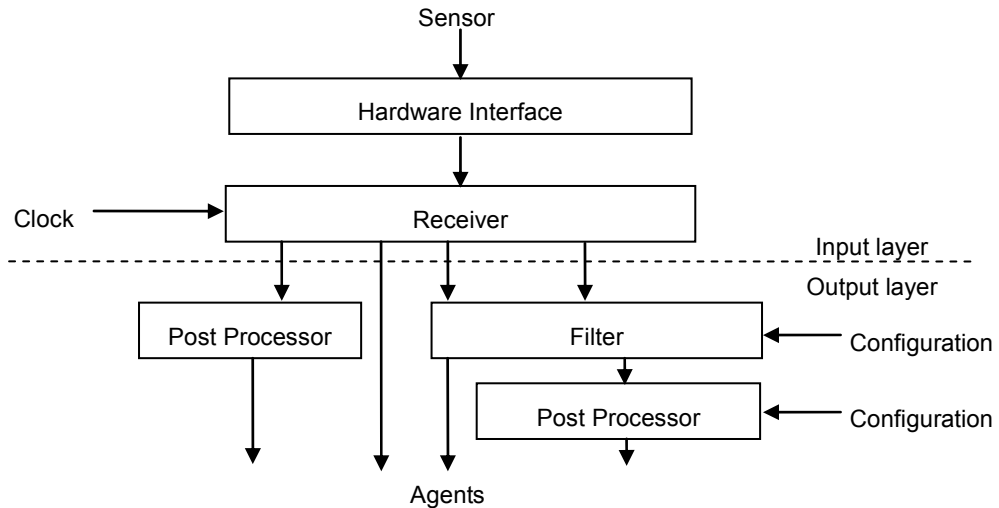 Sensor
Hardware Interface
Clock
Receiver
Input layer
Output layer
Post Processor
Filter
Configuration
Post Processor
Configuration
Agents